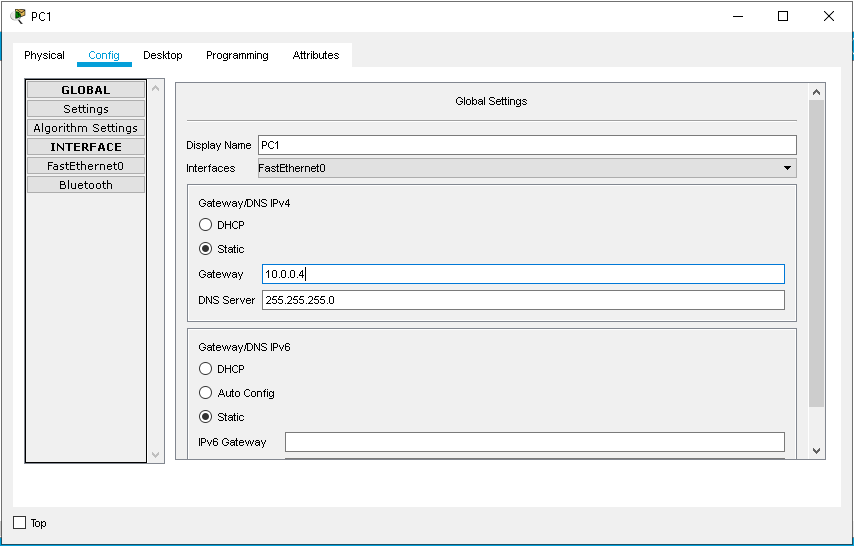 PC1
Physical Config Desktop Programming Attributes
GLOBAL
Settings
Algorithm Settings
INTERFACE
FastEthernet0
Bluetooth
Global Settings
Display Name PC1
Interfaces FastEthernet0
Gateway/DNS IPv4
DHCP
Static
Gateway 10.0.0.4
DNS Server 255.255.255.0
Gateway/DNS IPv6
DHCP
Auto Config
Static
IPv6 Gateway
Top